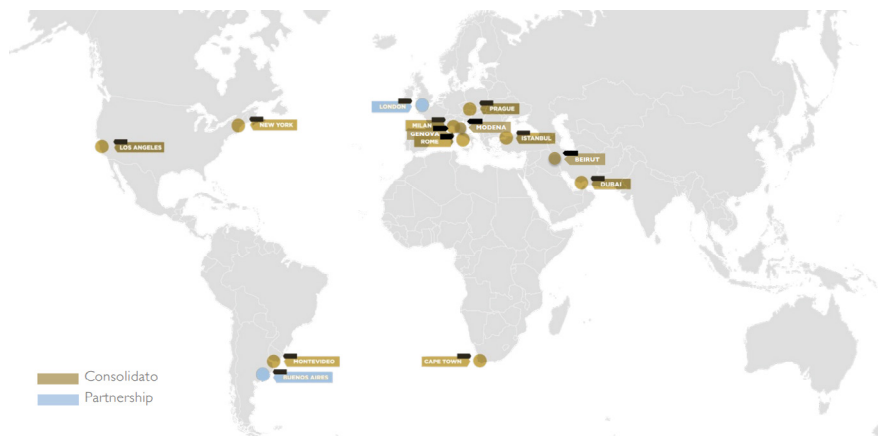 LONDON
PRAGUE
NEW YORK
MILAN
MODENA
GENOVA
ISTANBUL
ROME
LOS ANGELES
BEIRUT
DUBAI
MONTEVIDEO
CAPE TOWN
BUENOS AIRES
Consolidato
Partnership